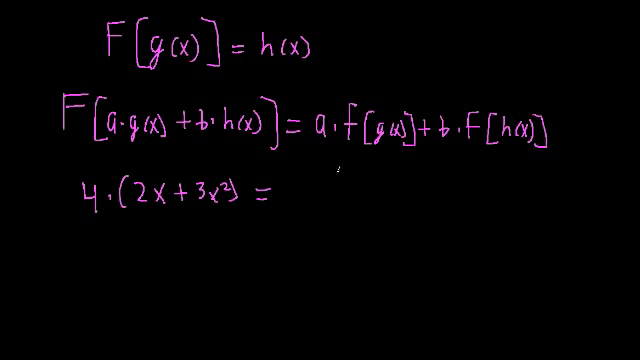 F[g(x)] = h(x)
F[a·g(x) + b·h(x)] = a·F[g(x)] + b·F[h(x)]
4·(2x + 3x²) =